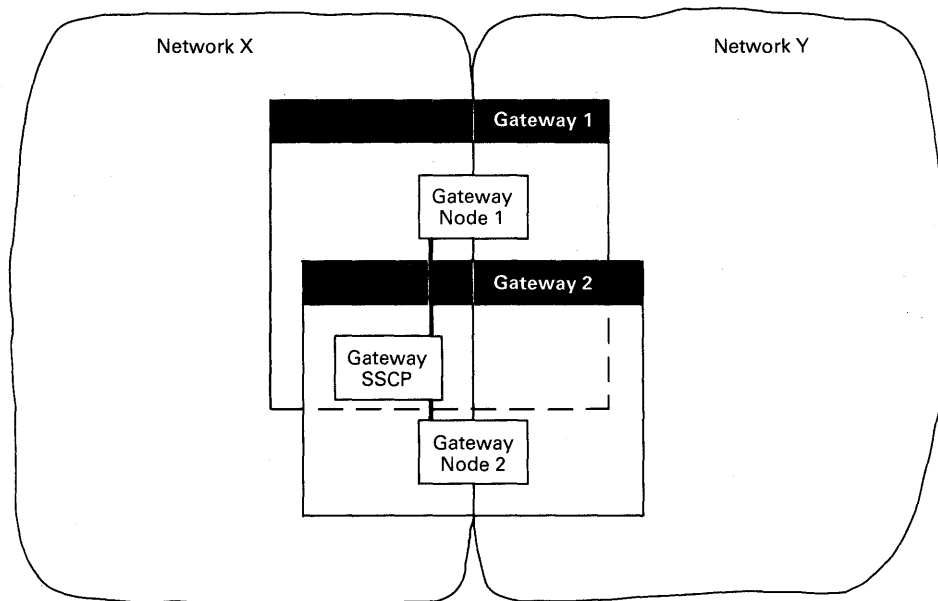 Network X
Network Y
Gateway 1
Gateway
Node 1
Gateway 2
Gateway
SSCP
Gateway
Node 2